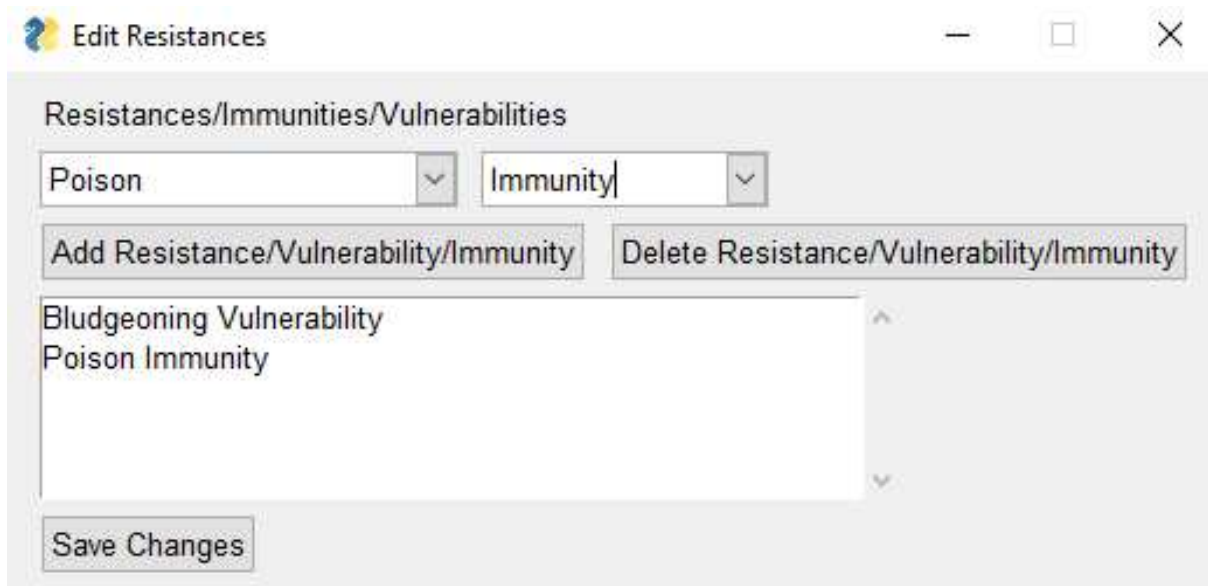 Edit Resistances
Resistances/Immunities/Vulnerabilities
Poison Immunity
Add Resistance/Vulnerability/Immunity Delete Resistance/Vulnerability/Immunity
Bludgeoning Vulnerability
Poison Immunity
Save Changes